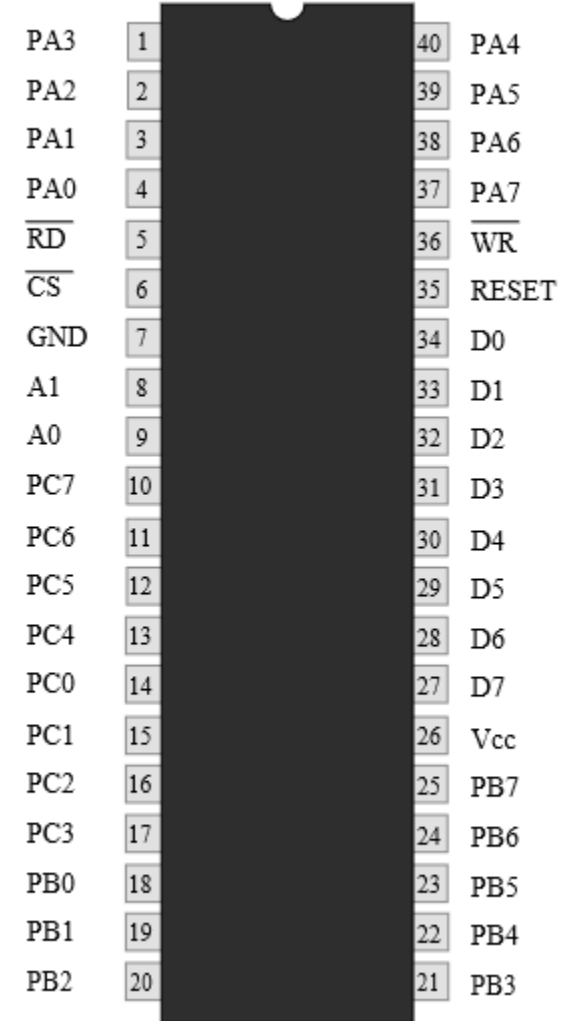 PA3 1 40 PA4
PA2 2 39 PA5
PA1 3 38 PA6
PA0 4 37 PA7
R̅D̅ 5 36 W̅R̅
C̅S̅ 6 35 RESET
GND 7 34 D0
A1 8 33 D1
A0 9 32 D2
PC7 10 31 D3
PC6 11 30 D4
PC5 12 29 D5
PC4 13 28 D6
PC0 14 27 D7
PC1 15 26 Vcc
PC2 16 25 PB7
PC3 17 24 PB6
PB0 18 23 PB5
PB1 19 22 PB4
PB2 20 21 PB3